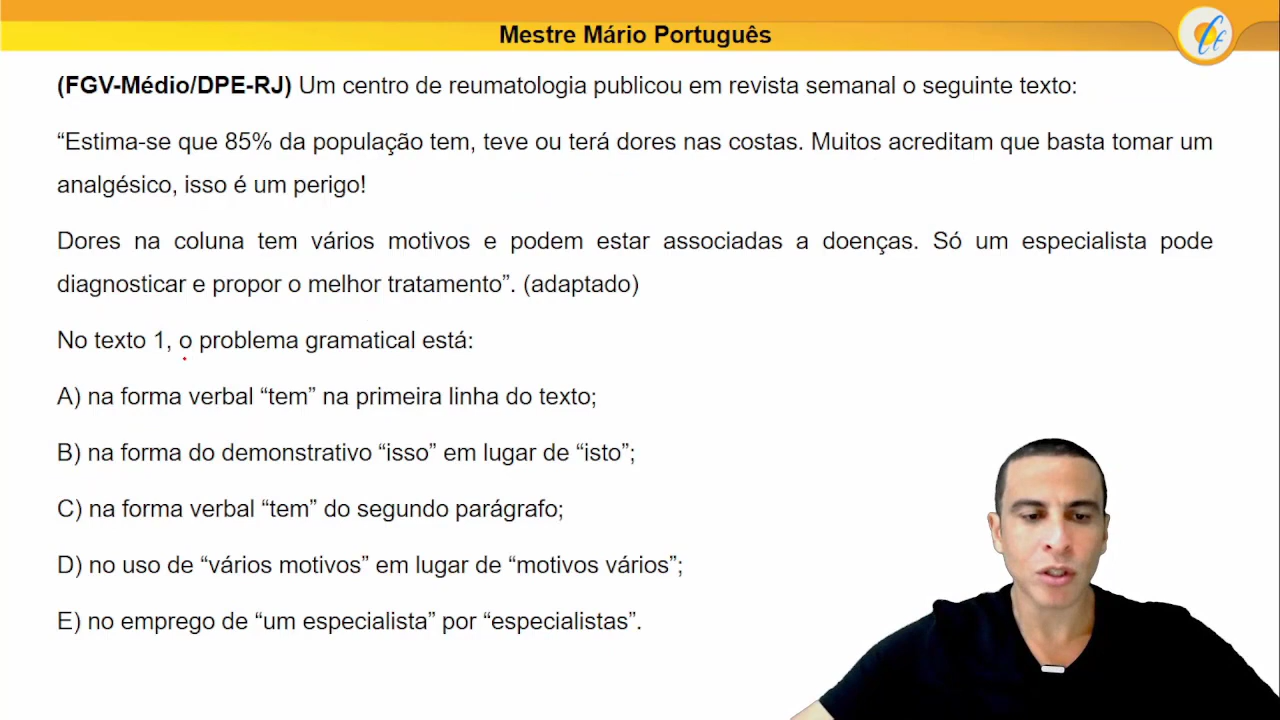 Mestre Mário Português
(FGV-Médio/DPE-RJ) Um centro de reumatologia publicou em revista semanal o seguinte texto:
“Estima-se que 85% da população tem, teve ou terá dores nas costas. Muitos acreditam que basta tomar um
analgésico, isso é um perigo!
Dores na coluna tem vários motivos e podem estar associadas a doenças. Só um especialista pode
diagnosticar e propor o melhor tratamento”. (adaptado)
No texto 1, o problema gramatical está:
A) na forma verbal “tem” na primeira linha do texto;
B) na forma do demonstrativo “isso” em lugar de “isto”;
C) na forma verbal “tem” do segundo parágrafo;
D) no uso de “vários motivos” em lugar de “motivos vários”;
E) no emprego de “um especialista” por “especialistas”.